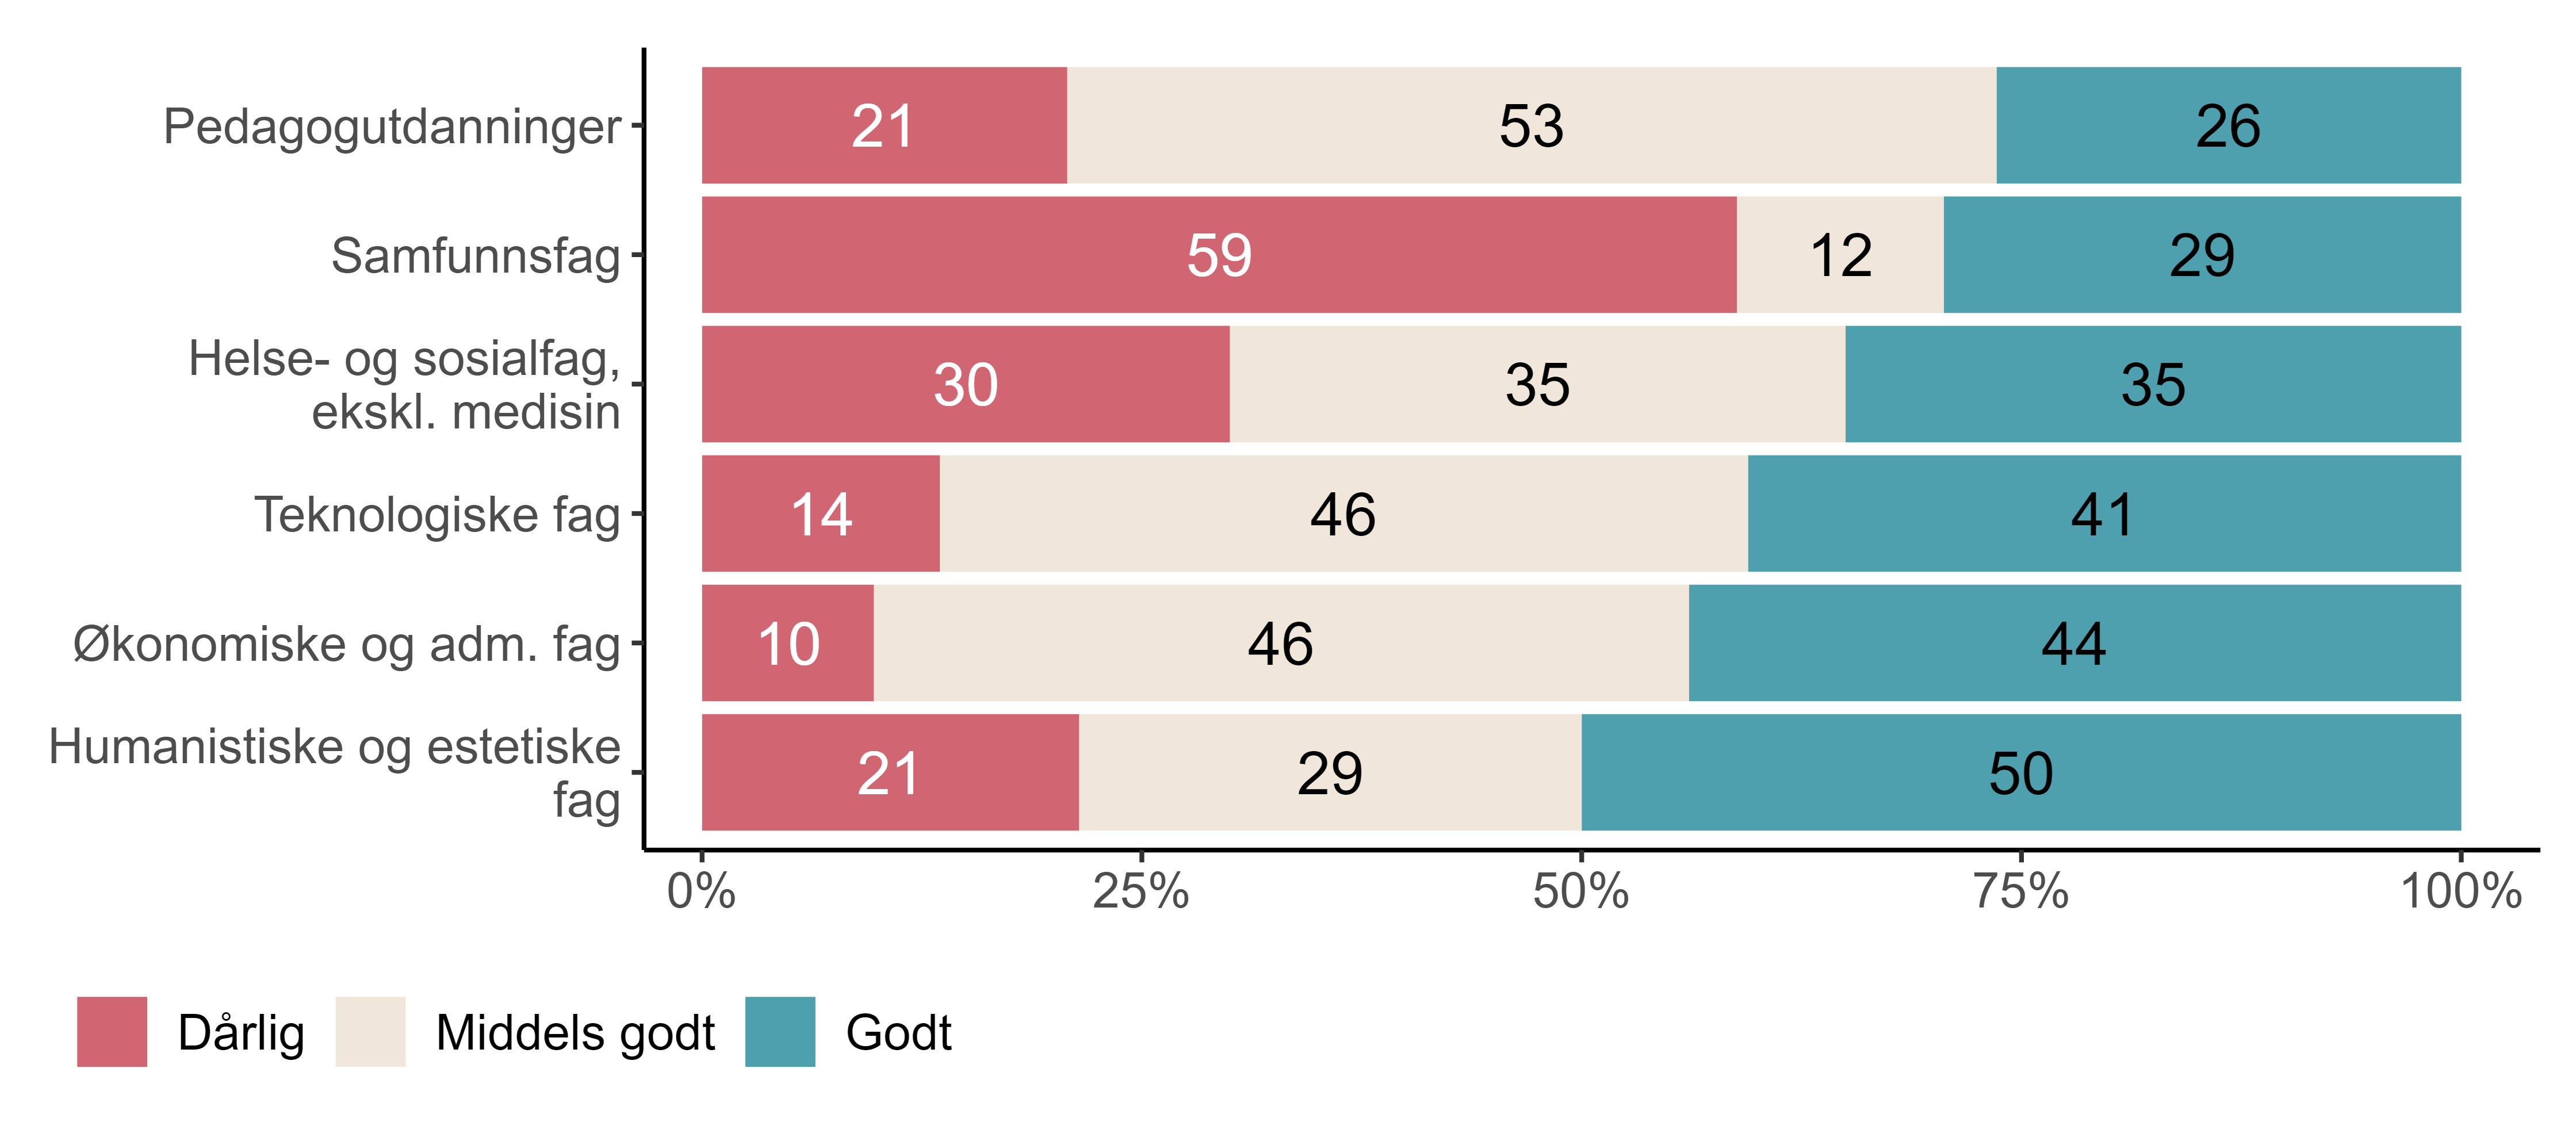 Pedagogutdanninger
21 53 26
Samfunnsfag
59 12 29
Helse- og sosialfag,
ekskl. medisin
30 35 35
Teknologiske fag
14 46 41
Økonomiske og adm. fag
10 46 44
Humanistiske og estetiske
fag
21 29 50
0% 25% 50% 75% 100%
Dårlig Middels godt Godt